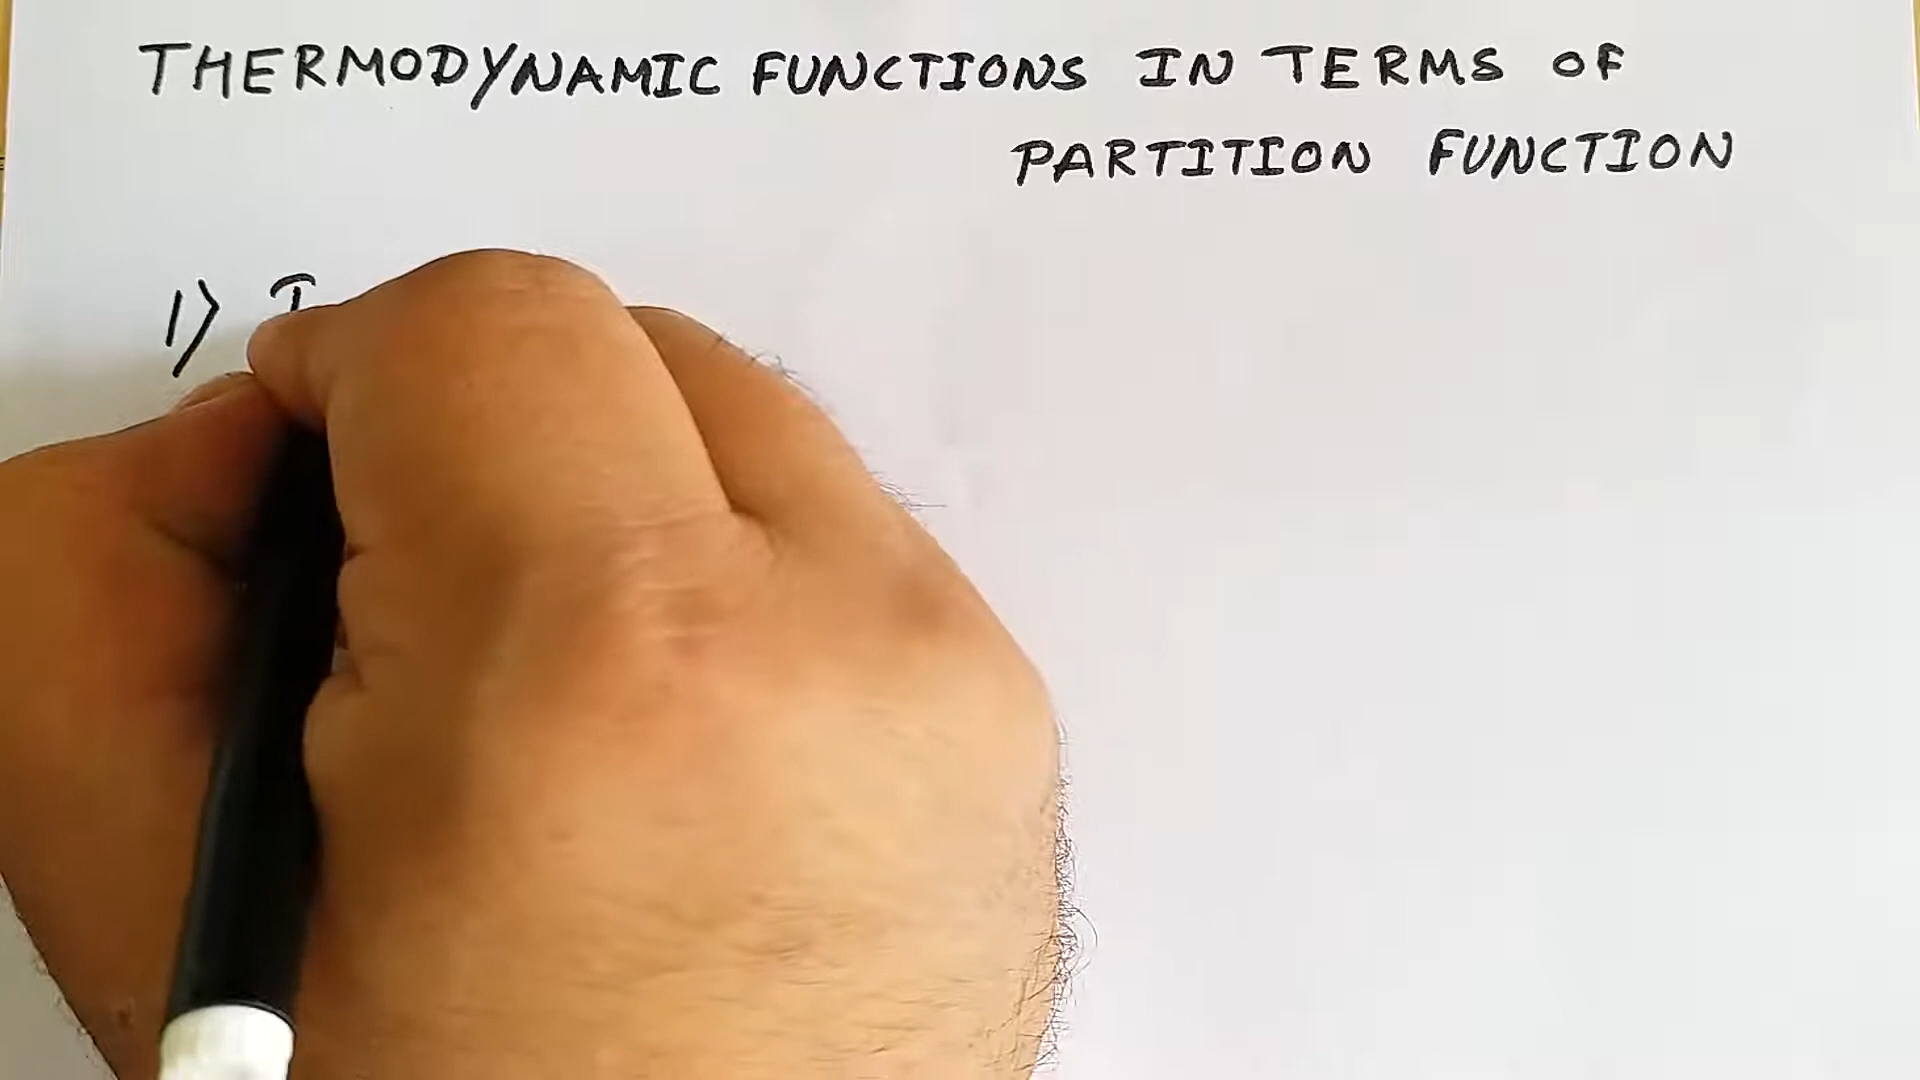 THERMODYNAMIC FUNCTIONS IN TERMS OF
PARTITION FUNCTION
1) I